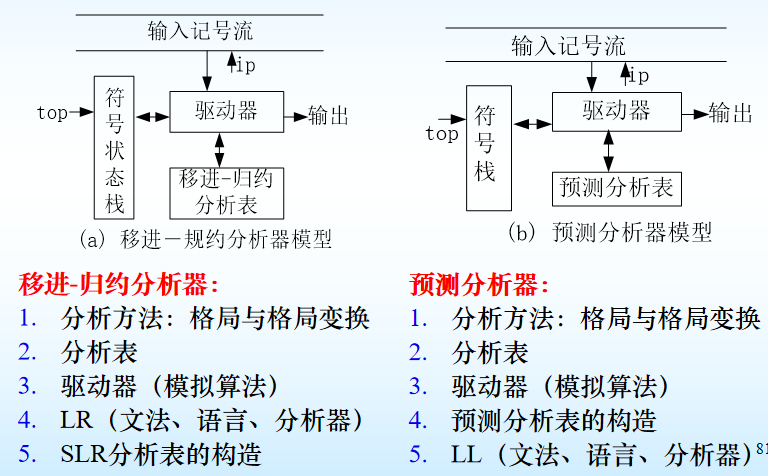 输入记号流
ip
top
符号状态栈
驱动器
输出
移进-归约
分析表
(a) 移进－规约分析器模型
输入记号流
ip
top
符号栈
驱动器
输出
预测分析表
(b) 预测分析器模型
移进-归约分析器：
1. 分析方法：格局与格局变换
2. 分析表
3. 驱动器（模拟算法）
4. LR（文法、语言、分析器）
5. SLR分析表的构造
预测分析器：
1. 分析方法：格局与格局变换
2. 分析表
3. 驱动器（模拟算法）
4. 预测分析表的构造
5. LL（文法、语言、分析器）
81